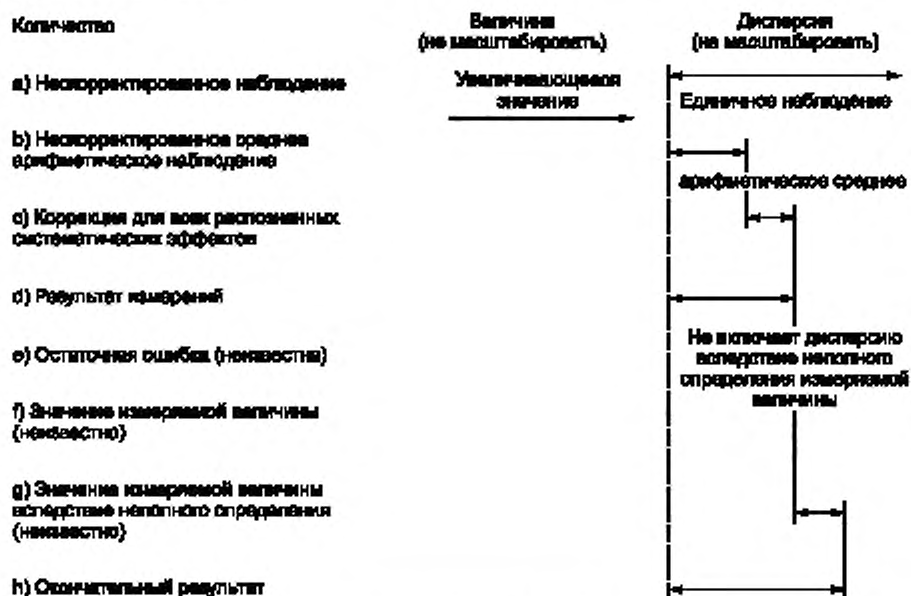 Количество
Величина
(не масштабировать)
Дисперсия
(не масштабировать)
a) Нескорректированное наблюдение
Увеличивающееся
значение
Единичное наблюдение
b) Нескорректированное среднее
арифметическое наблюдение
арифметическое среднее
c) Коррекция для всех распознанных
систематических эффектов
d) Результат измерений
Не включает дисперсию
вследствие неполного
определения измеряемой
величины
e) Остаточная ошибка (неизвестна)
f) Значение измеряемой величины
(неизвестно)
g) Значение измеряемой величины
вследствие неполного определения
(неизвестно)
h) Окончательный результат